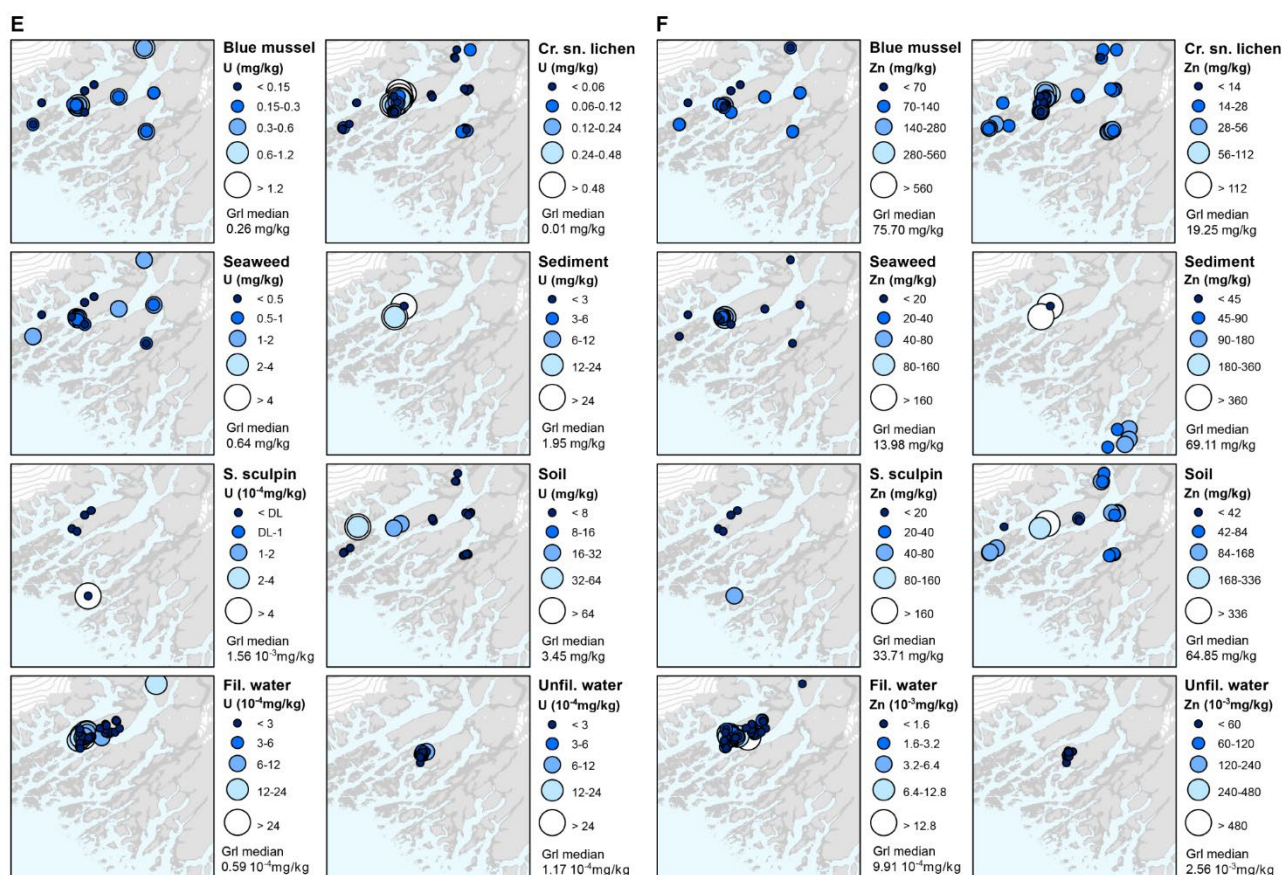 E
Blue mussel
U (mg/kg)
< 0.15
0.15-0.3
0.3-0.6
0.6-1.2
> 1.2
Grl median
0.26 mg/kg
Cr. sn. lichen
U (mg/kg)
< 0.06
0.06-0.12
0.12-0.24
0.24-0.48
> 0.48
Grl median
0.01 mg/kg
Seaweed
U (mg/kg)
< 0.5
0.5-1
1-2
2-4
> 4
Grl median
0.64 mg/kg
Sediment
U (mg/kg)
< 3
3-6
6-12
12-24
> 24
Grl median
1.95 mg/kg
S. sculpin
U (10⁻⁴mg/kg)
< DL
DL-1
1-2
2-4
> 4
Grl median
1.56 10⁻³mg/kg
Soil
U (mg/kg)
< 8
8-16
16-32
32-64
> 64
Grl median
3.45 mg/kg
Fil. water
U (10⁻⁴mg/kg)
< 3
3-6
6-12
12-24
> 24
Grl median
0.59 10⁻⁴mg/kg
Unfil. water
U (10⁻⁴mg/kg)
< 3
3-6
6-12
12-24
> 24
Grl median
1.17 10⁻⁴mg/kg
F
Blue mussel
Zn (mg/kg)
< 70
70-140
140-280
280-560
> 560
Grl median
75.70 mg/kg
Cr. sn. lichen
Zn (mg/kg)
< 14
14-28
28-56
56-112
> 112
Grl median
19.25 mg/kg
Seaweed
Zn (mg/kg)
< 20
20-40
40-80
80-160
> 160
Grl median
13.98 mg/kg
Sediment
Zn (mg/kg)
< 45
45-90
90-180
180-360
> 360
Grl median
69.11 mg/kg
S. sculpin
Zn (mg/kg)
< 20
20-40
40-80
80-160
> 160
Grl median
33.71 mg/kg
Soil
Zn (mg/kg)
< 42
42-84
84-168
168-336
> 336
Grl median
64.85 mg/kg
Fil. water
Zn (10⁻³mg/kg)
< 1.6
1.6-3.2
3.2-6.4
6.4-12.8
> 12.8
Grl median
9.91 10⁻⁴mg/kg
Unfil. water
Zn (10⁻³mg/kg)
< 60
60-120
120-240
240-480
> 480
Grl median
2.56 10⁻³mg/kg